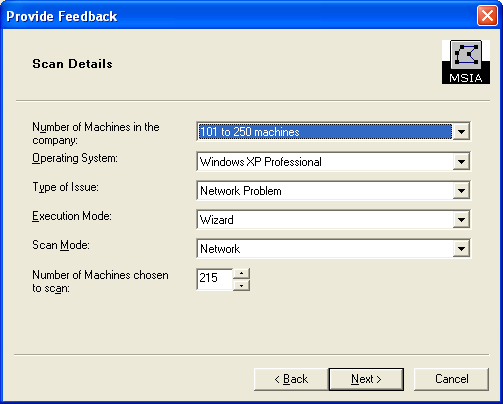 Provide Feedback
Scan Details
MSIA
Number of Machines in the
company:
101 to 250 machines
Operating System:
Windows XP Professional
Type of Issue:
Network Problem
Execution Mode:
Wizard
Scan Mode:
Network
Number of Machines chosen
to scan:
215
< Back
Next >
Cancel